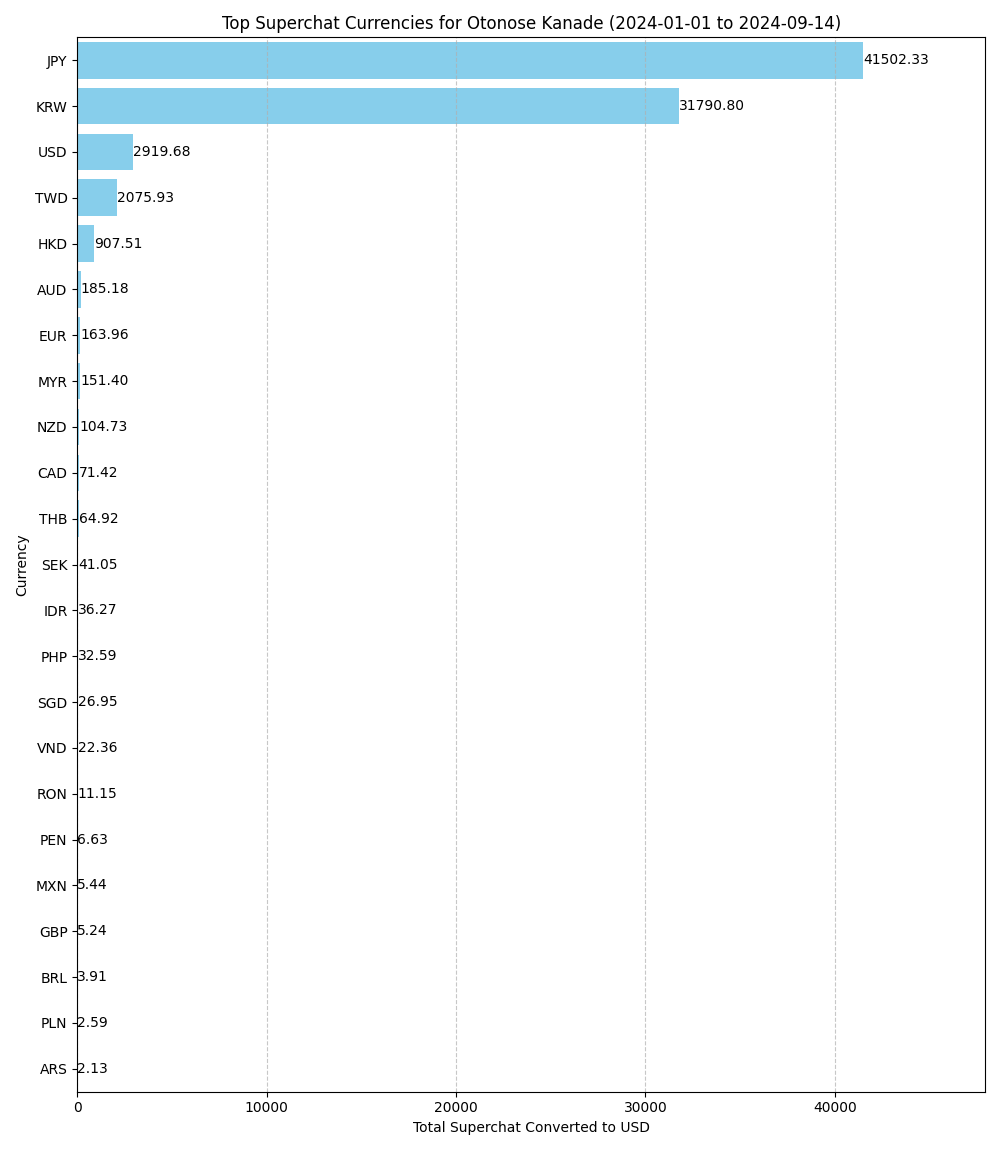 Top Superchat Currencies for Otonose Kanade (2024-01-01 to 2024-09-14)
JPY 41502.33
KRW 31790.80
USD 2919.68
TWD 2075.93
HKD 907.51
AUD 185.18
EUR 163.96
MYR 151.40
NZD 104.73
CAD 71.42
THB 64.92
SEK 41.05
IDR 36.27
PHP 32.59
SGD 26.95
VND 22.36
RON 11.15
PEN 6.63
MXN 5.44
GBP 5.24
BRL 3.91
PLN 2.59
ARS 2.13
Currency
0 10000 20000 30000 40000
Total Superchat Converted to USD